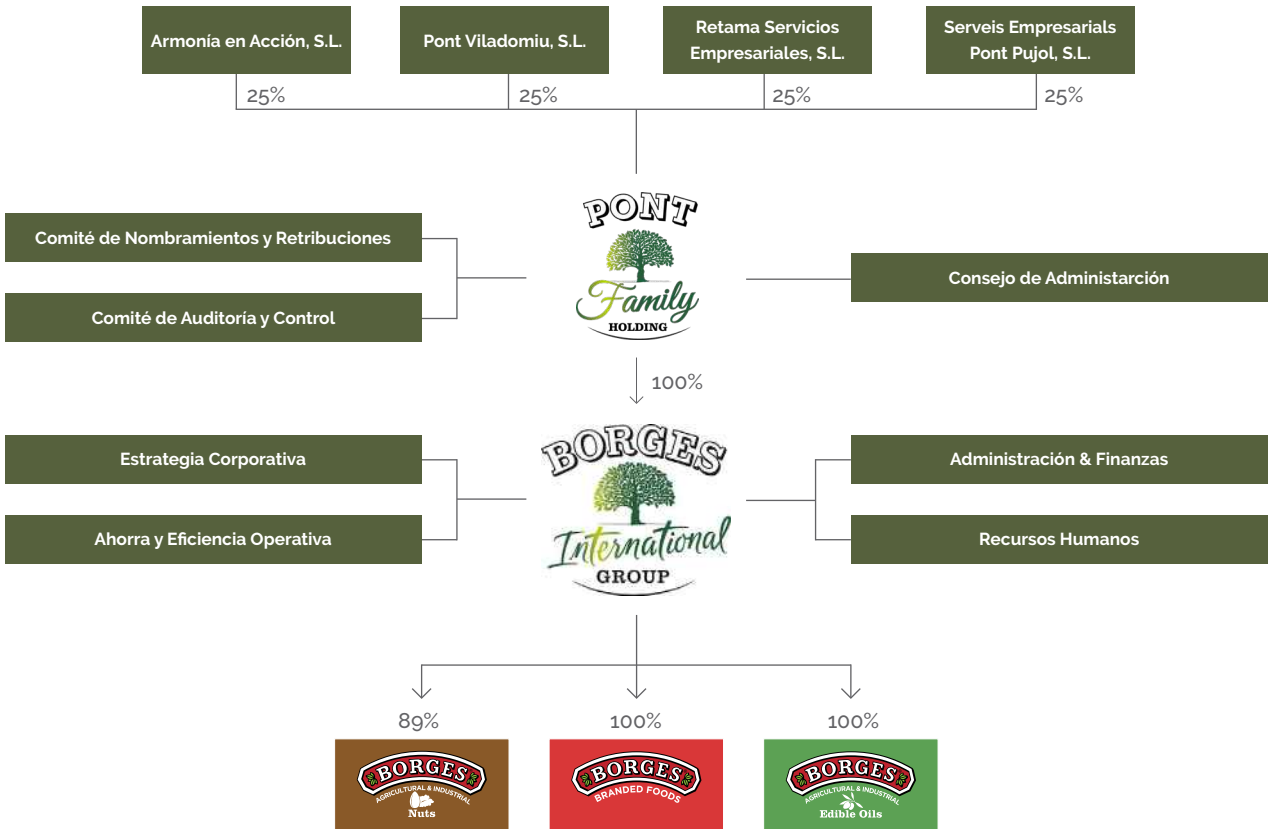 Armonía en Acción, S.L.
Pont Viladomiu, S.L.
Retama Servicios
Empresariales, S.L.
Serveis Empresarials
Pont Pujol, S.L.
25%
25%
25%
25%
PONT
Family
HOLDING
Comité de Nombramientos y Retribuciones
Comité de Auditoría y Control
Consejo de Administarción
100%
BORGES
International
GROUP
Estrategia Corporativa
Ahorra y Eficiencia Operativa
Administración & Finanzas
Recursos Humanos
89%
100%
100%
BORGES
AGRICULTURAL & INDUSTRIAL
Nuts
BORGES
BRANDED FOODS
BORGES
AGRICULTURAL & INDUSTRIAL
Edible Oils